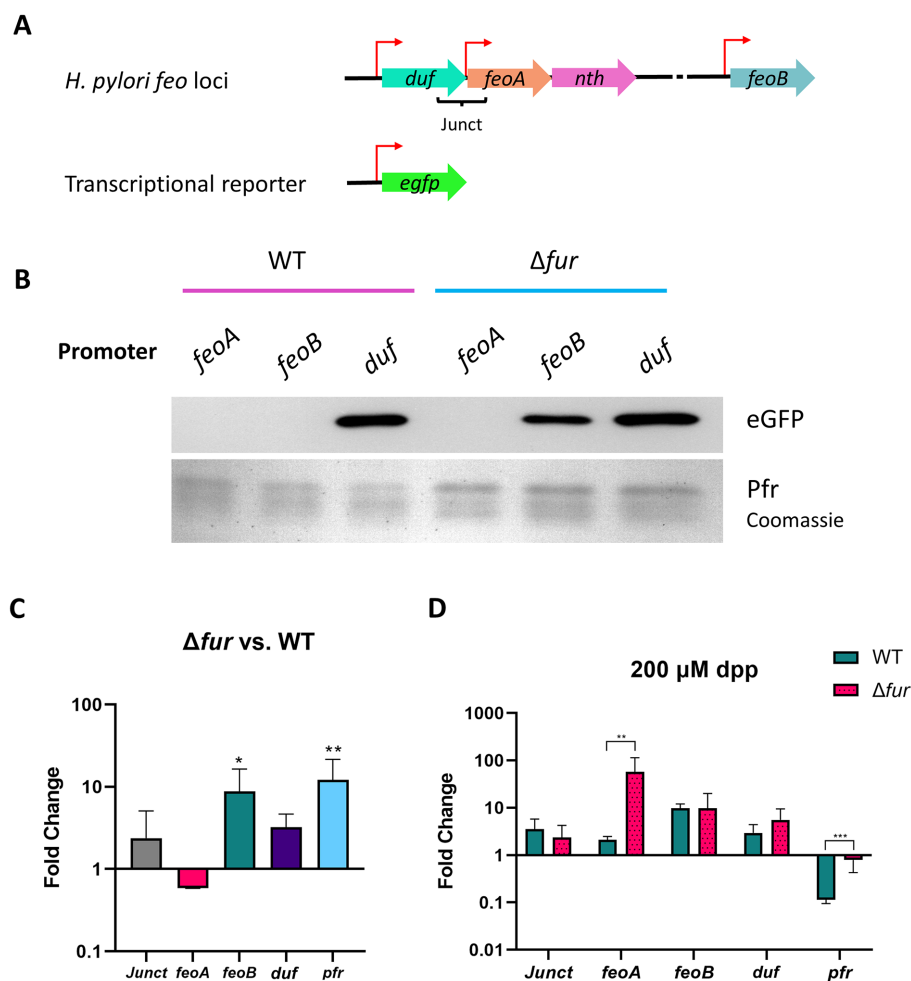 A
H. pylori feo loci
duf
feoA
nth
feoB
Junct
Transcriptional reporter
egfp
B
WT
Δfur
Promoter
feoA
feoB
duf
feoA
feoB
duf
eGFP
Pfr
Coomassie
C
Δfur vs. WT
Fold Change
100
10
1
0.1
*
**
Junct
feoA
feoB
duf
pfr
D
200 µM dpp
WT
Δfur
Fold Change
1000
100
10
1
0.1
0.01
**
***
Junct
feoA
feoB
duf
pfr